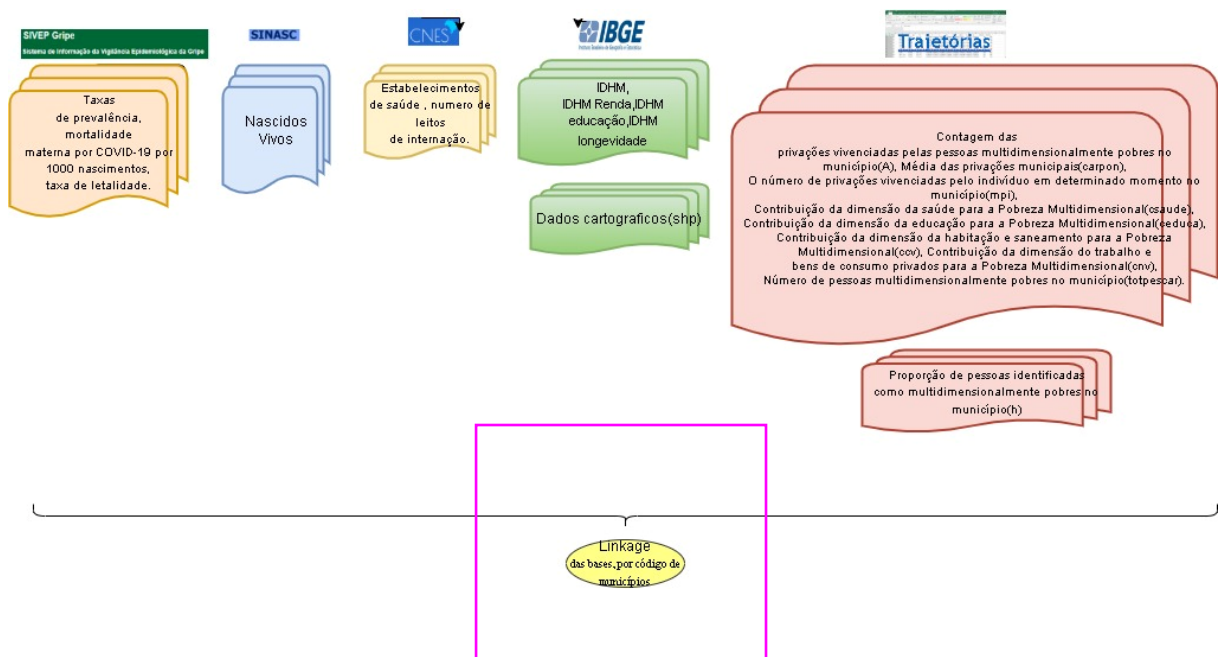 SIVEP Gripe
Sistema de Informação da Vigilância Epidemiológica da Gripe
Taxas
de prevalência,
mortalidade
materna por COVID-19 por
1000 nascimentos,
taxa de letalidade.
SINASC
Nascidos
Vivos
CNES
Estabelecimentos
de saúde , numero de
leitos
de internação.
IBGE
Instituto Brasileiro de Geografia e Estatística
IDHM,
IDHM Renda,IDHM
educação,IDHM
longevidade
Dados cartograficos(shp)
Trajetórias
Contagem das
privações vivenciadas pelas pessoas multidimensionalmente pobres no
município(A), Média das privações municipais(carpon),
O número de privações vivenciadas pelo indivíduo em determinado momento no
município(mpi),
Contribuição da dimensão da saúde para a Pobreza Multidimensional(csaude),
Contribuição da dimensão da educação para a Pobreza Multidimensional(ceduca),
Contribuição da dimensão da habitação e saneamento para a Pobreza
Multidimensional(ccv), Contribuição da dimensão do trabalho e
bens de consumo privados para a Pobreza Multidimensional(cnv),
Número de pessoas multidimensionalmente pobres no município(totpescar).
Proporção de pessoas identificadas
como multidimensionalmente pobres no
município(h)
Linkage
das bases, por código de
municípios